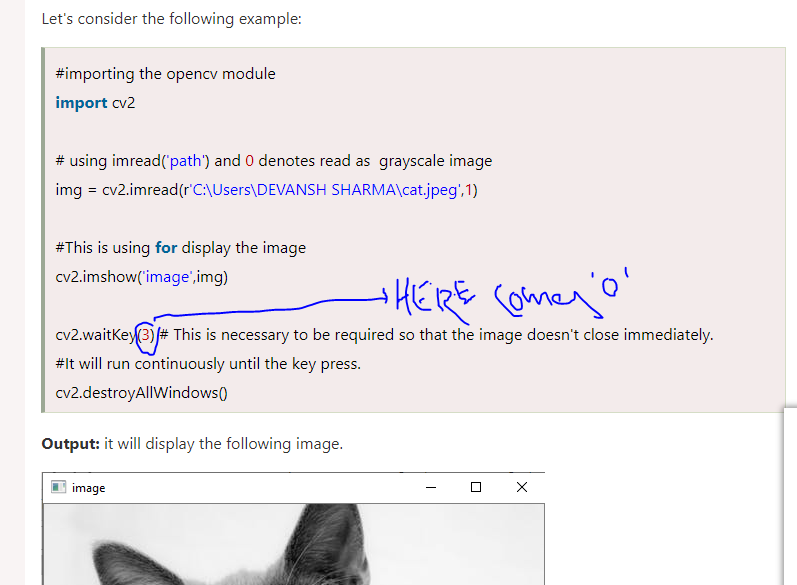 Let's consider the following example:
#importing the opencv module
import cv2
# using imread('path') and 0 denotes read as  grayscale image
img = cv2.imread(r'C:\Users\DEVANSH SHARMA\cat.jpeg',1)
#This is using for display the image
cv2.imshow('image',img)
HERE comes '0'
cv2.waitKey(3) # This is necessary to be required so that the image doesn't close immediately.
#It will run continuously until the key press.
cv2.destroyAllWindows()
Output: it will display the following image.
image